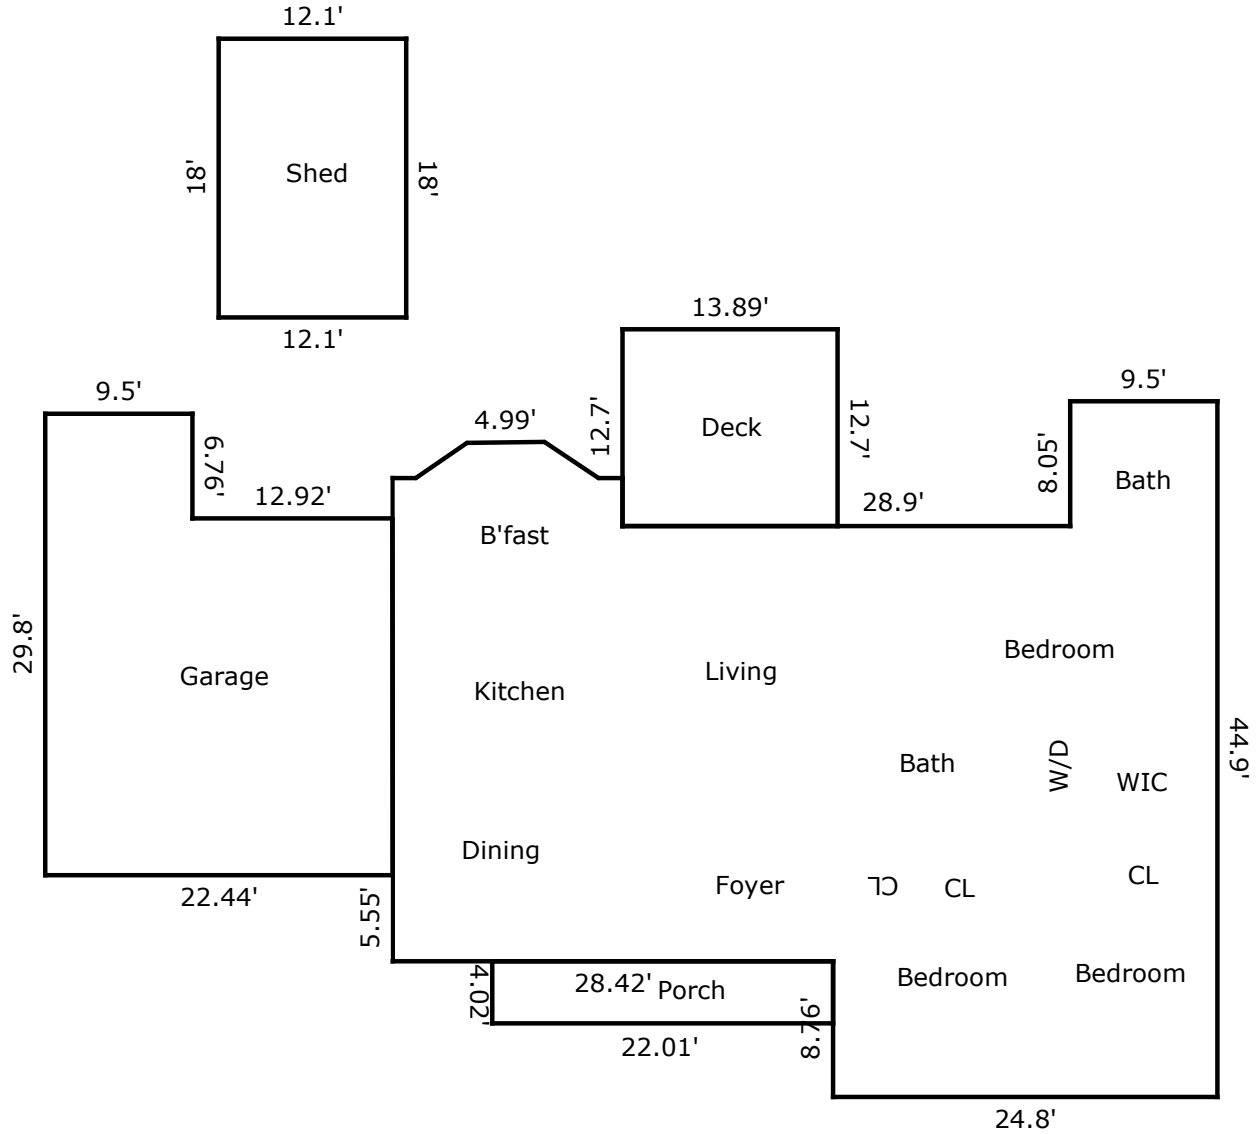 12.1'
18'
Shed
18'
12.1'
13.89'
9.5'
9.5'
4.99'
12.7'
Deck
12.7'
6.76'
8.05'
Bath
12.92'
28.9'
B'fast
29.8'
Garage
Kitchen
Living
Bedroom
44.9'
Bath
W/D
WIC
Dining
Foyer
CL
CL
CL
22.44'
5.55'
4.02'
28.42'
Porch
Bedroom
Bedroom
8.76'
22.01'
24.8'